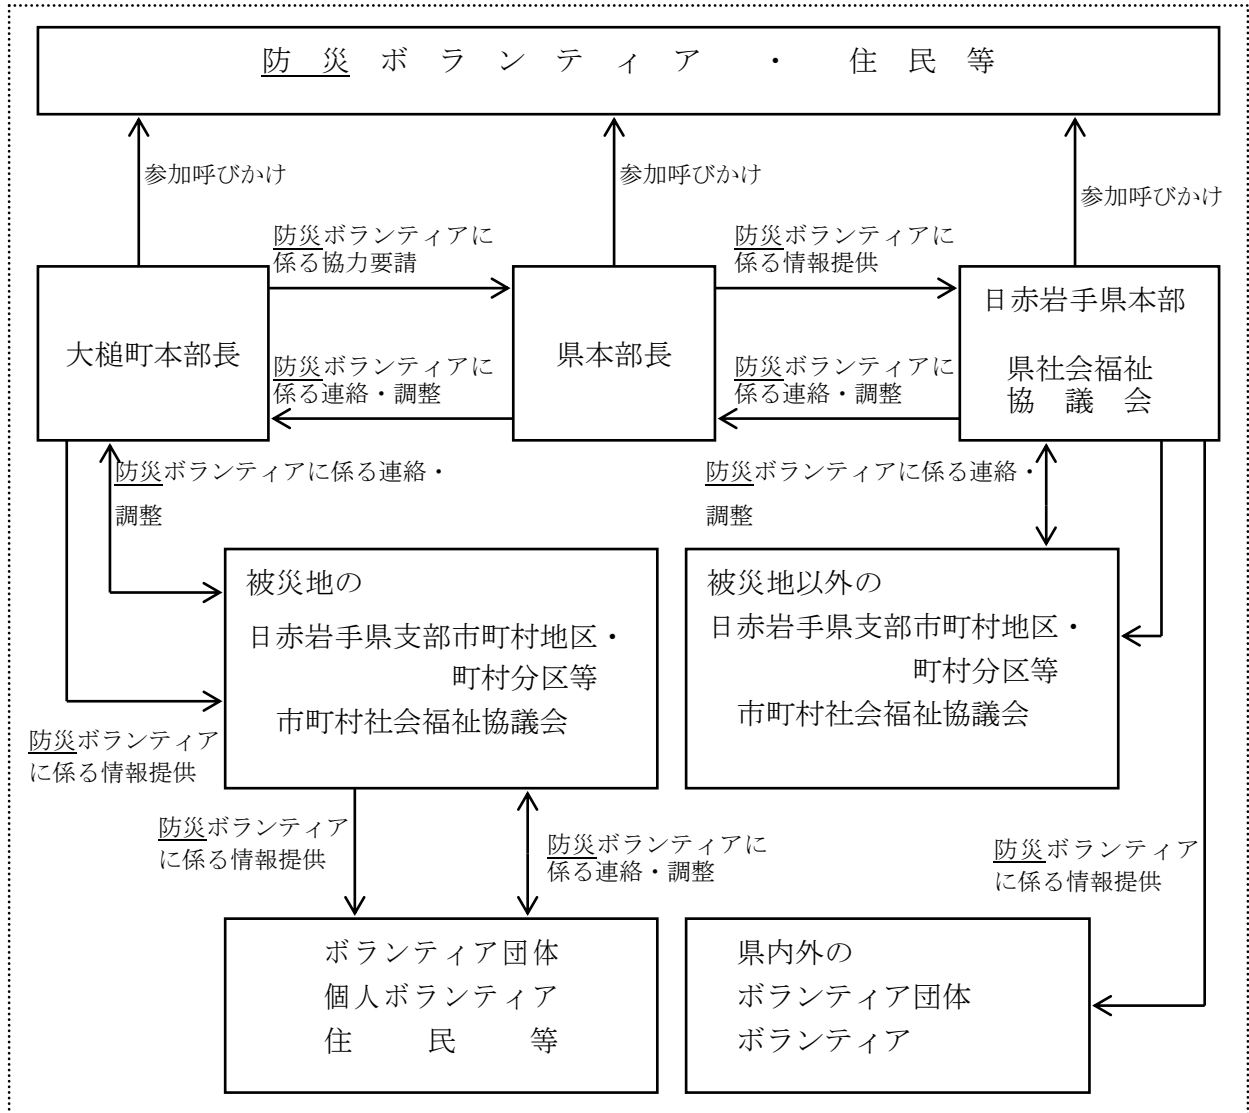 防災ボランティア・住民等
参加呼びかけ
参加呼びかけ
参加呼びかけ
防災ボランティアに
係る協力要請
防災ボランティアに
係る情報提供
大槌町本部長
県本部長
日赤岩手県本部
県社会福祉
協議会
防災ボランティアに
係る連絡・調整
防災ボランティアに
係る連絡・調整
防災ボランティアに係る連絡・
調整
防災ボランティアに係る連絡・
調整
被災地の
日赤岩手県支部市町村地区・
町村分区等
市町村社会福祉協議会
被災地以外の
日赤岩手県支部市町村地区・
町村分区等
市町村社会福祉協議会
防災ボランティア
に係る情報提供
防災ボランティア
に係る情報提供
防災ボランティアに
係る連絡・調整
防災ボランティア
に係る情報提供
ボランティア団体
個人ボランティア
住民等
県内外の
ボランティア団体
ボランティア